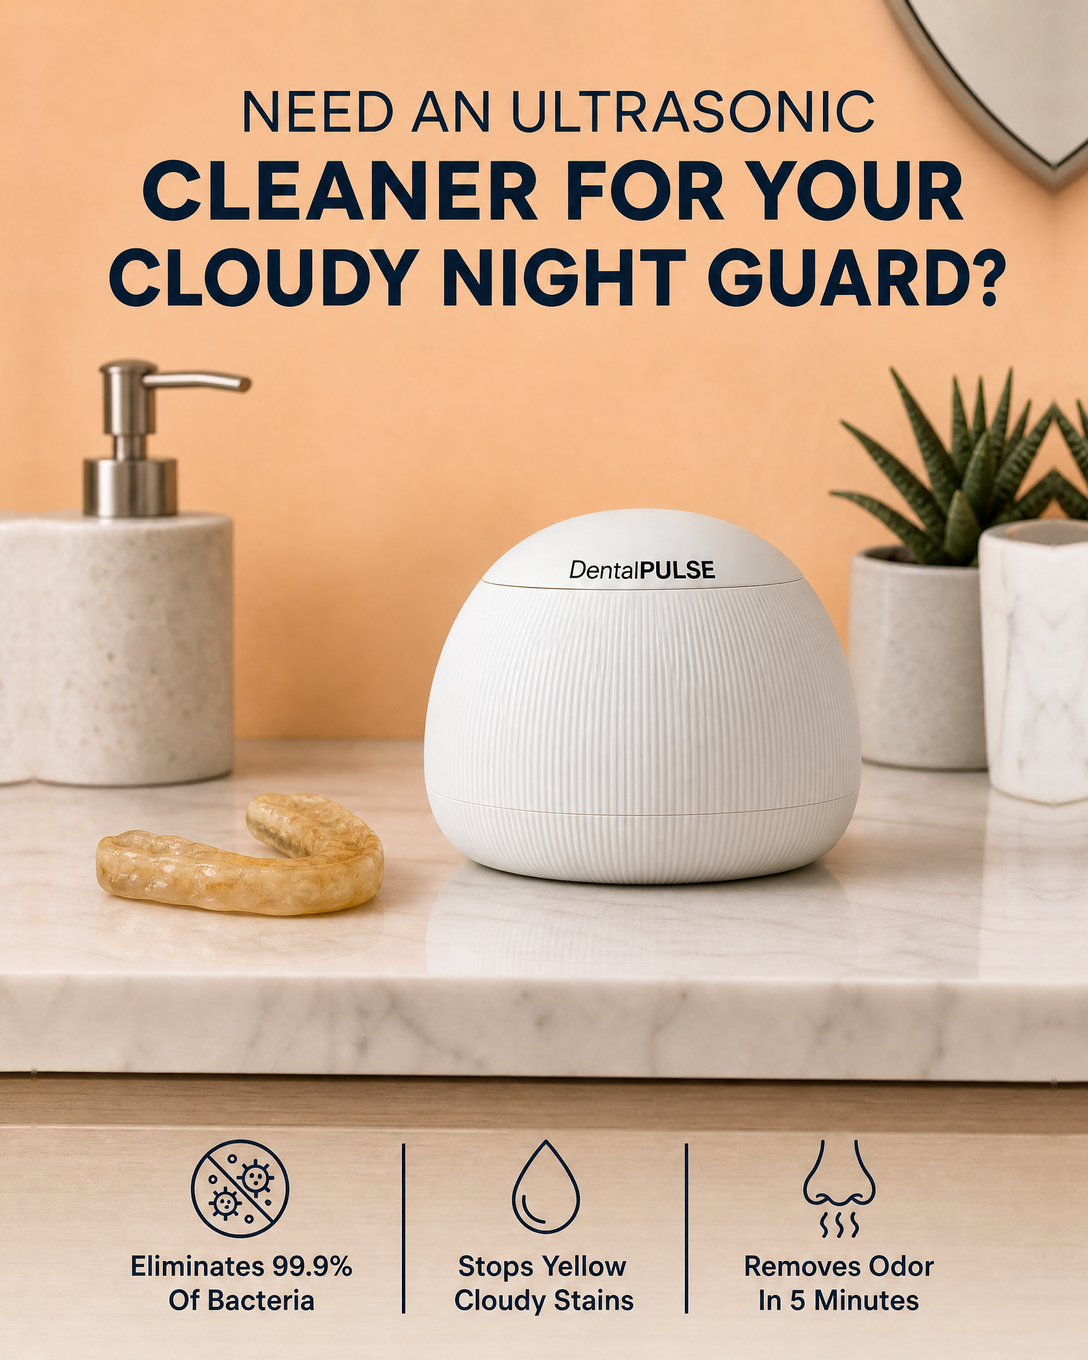 NEED AN ULTRASONIC
CLEANER FOR YOUR
CLOUDY NIGHT GUARD?
DentalPULSE
Eliminates 99.9%
Of Bacteria
Stops Yellow
Cloudy Stains
Removes Odor
In 5 Minutes